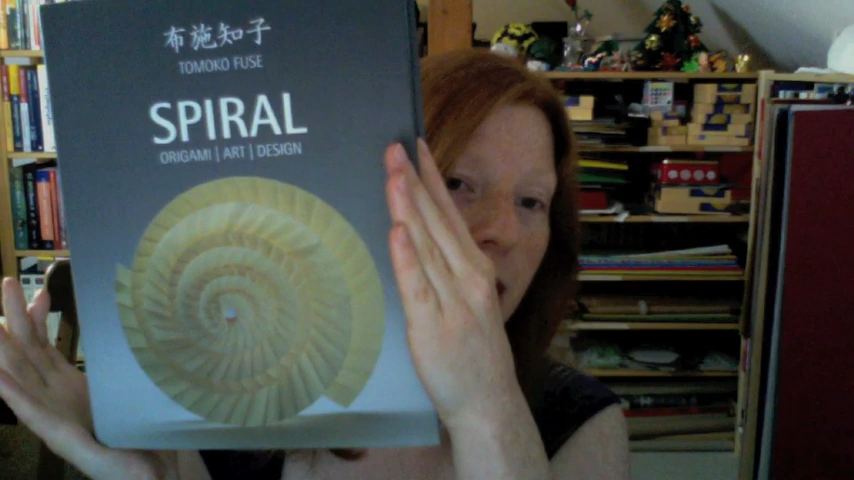 布施知子
TOMOKO FUSE
SPIRAL
ORIGAMI | ART | DESIGN